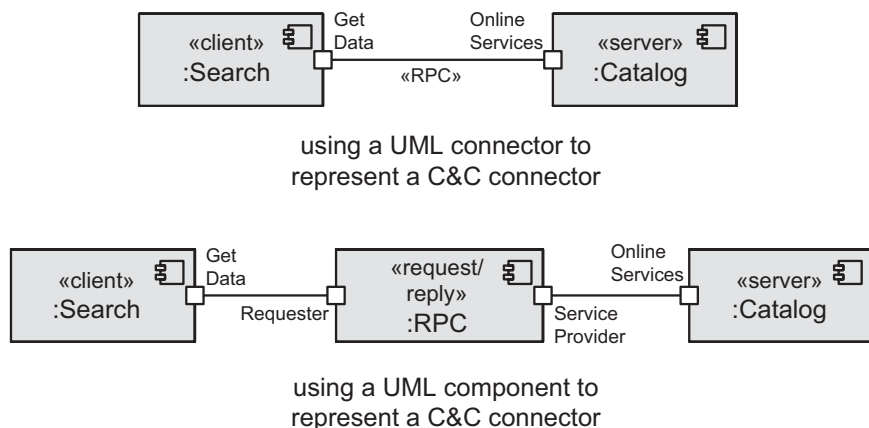 «client»
:Search
Get
Data
«RPC»
Online
Services
«server»
:Catalog
using a UML connector to
represent a C&C connector
«client»
:Search
Get
Data
Requester
«request/
reply»
:RPC
Service
Provider
Online
Services
«server»
:Catalog
using a UML component to
represent a C&C connector